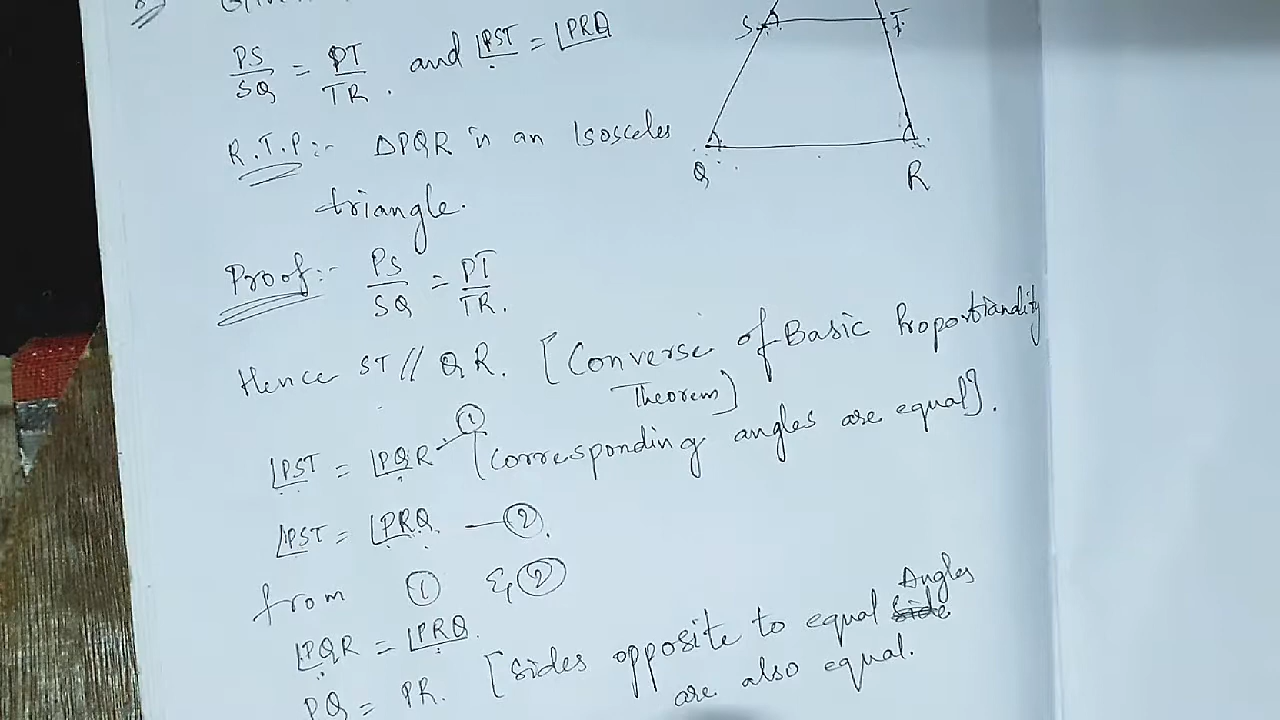 PS/SQ = PT/TR. and ∠PST = ∠PRQ
S T
R.T.P:- △PQR is an Isosceles
triangle.
Q R
Proof:- PS/SQ = PT/TR.
Hence ST // QR. [Converse of Basic Proportianality
Theorem]
∠PST = ∠PQR - ① [corresponding angles are equal].
∠PST = ∠PRQ. — ②.
from ① & ②
∠PQR = ∠PRQ.
PQ = PR. [sides opposite to equal Angles
are also equal.